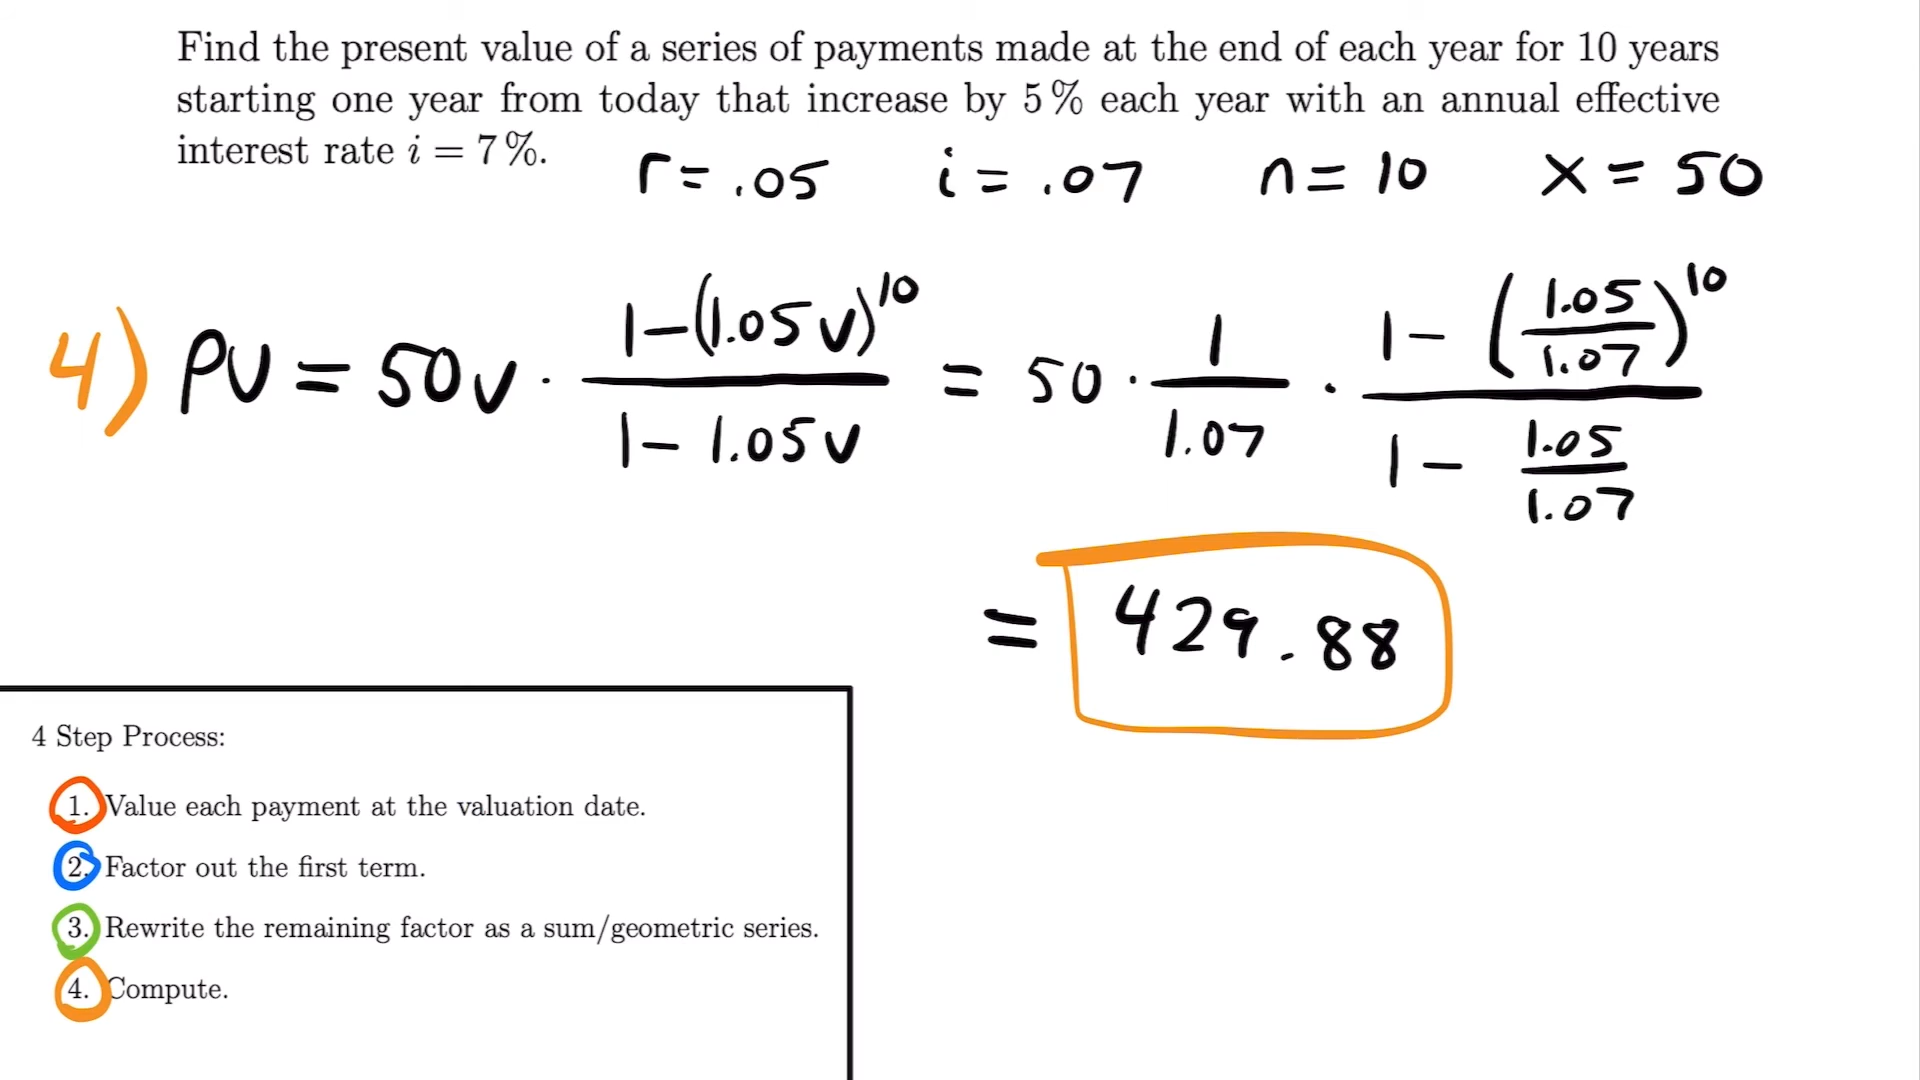 Find the present value of a series of payments made at the end of each year for 10 years
starting one year from today that increase by 5 % each year with an annual effective
interest rate i = 7 %.
r = .05 i = .07 n = 10 x = 50
4) PV = 50v · (1-(1.05v)^10)/(1-1.05v) = 50 · 1/1.07 · (1-(1.05/1.07)^10)/(1-1.05/1.07)
= 429.88
4 Step Process:
1. Value each payment at the valuation date.
2. Factor out the first term.
3. Rewrite the remaining factor as a sum/geometric series.
4. Compute.